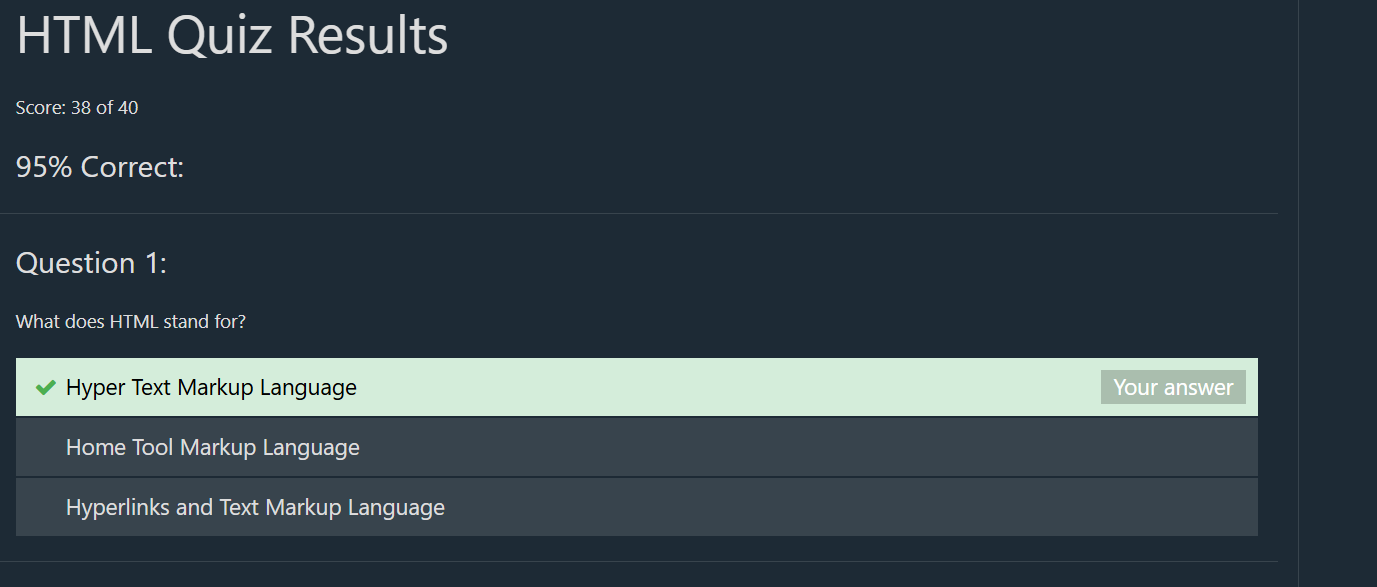 HTML Quiz Results
Score: 38 of 40
95% Correct:
Question 1:
What does HTML stand for?
Hyper Text Markup Language
Your answer
Home Tool Markup Language
Hyperlinks and Text Markup Language